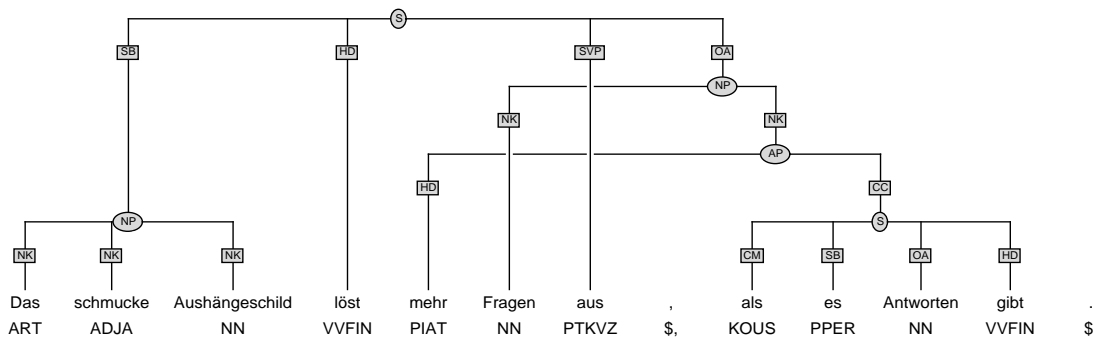 S
SB HD SVP OA
NP
NK NK
AP
HD CC
NP S
NK NK NK CM SB OA HD
Das schmucke Aushängeschild löst mehr Fragen aus , als es Antworten gibt .
ART ADJA NN VVFIN PIAT NN PTKVZ $, KOUS PPER NN VVFIN $